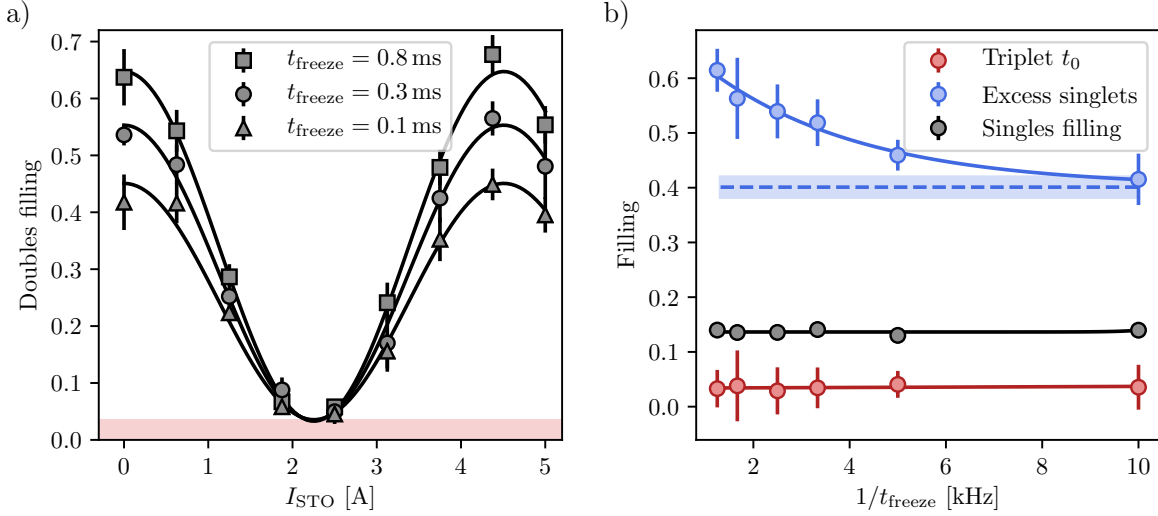 a)
0.7
0.6
0.5
0.4
0.3
0.2
0.1
0.0
Doubles filling
t_freeze = 0.8 ms
t_freeze = 0.3 ms
t_freeze = 0.1 ms
0 1 2 3 4 5
I_STO [A]
b)
0.6
0.5
0.4
0.3
0.2
0.1
0.0
Filling
Triplet t_0
Excess singlets
Singles filling
2 4 6 8 10
1/t_freeze [kHz]